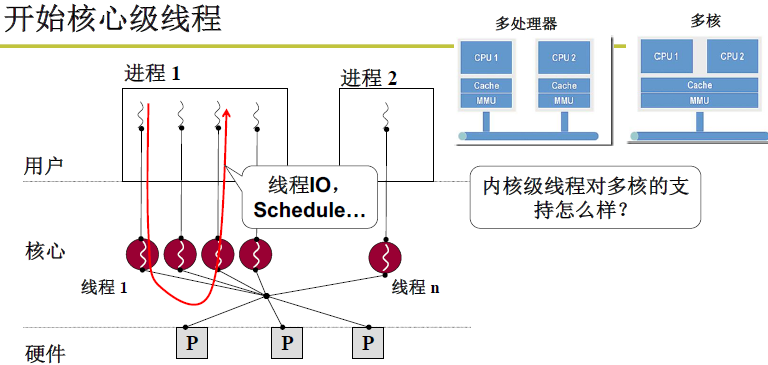 开始核心级线程
多处理器
多核
CPU 1
CPU 2
CPU 1
CPU 2
Cache
Cache
Cache
MMU
MMU
MMU
进程 1
进程 2
用户
线程IO，
Schedule…
内核级线程对多核的支
持怎么样？
核心
线程 1
线程 n
硬件
P
P
P